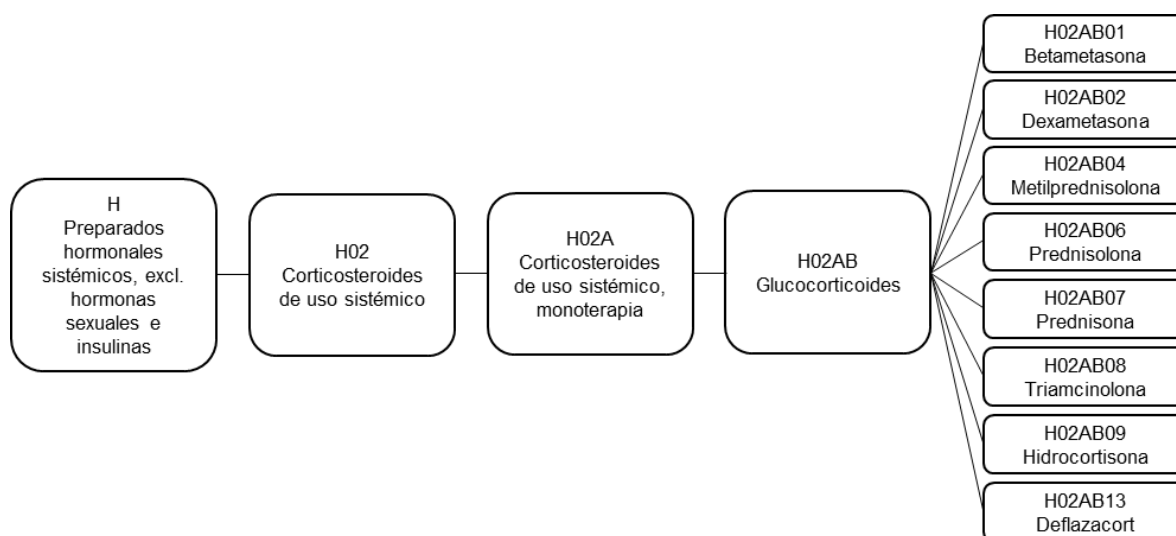 H
Preparados
hormonales
sistémicos, excl.
hormonas
sexuales e
insulinas
H02
Corticosteroides
de uso sistémico
H02A
Corticosteroides
de uso sistémico,
monoterapia
H02AB
Glucocorticoides
H02AB01
Betametasona
H02AB02
Dexametasona
H02AB04
Metilprednisolona
H02AB06
Prednisolona
H02AB07
Prednisona
H02AB08
Triamcinolona
H02AB09
Hidrocortisona
H02AB13
Deflazacort